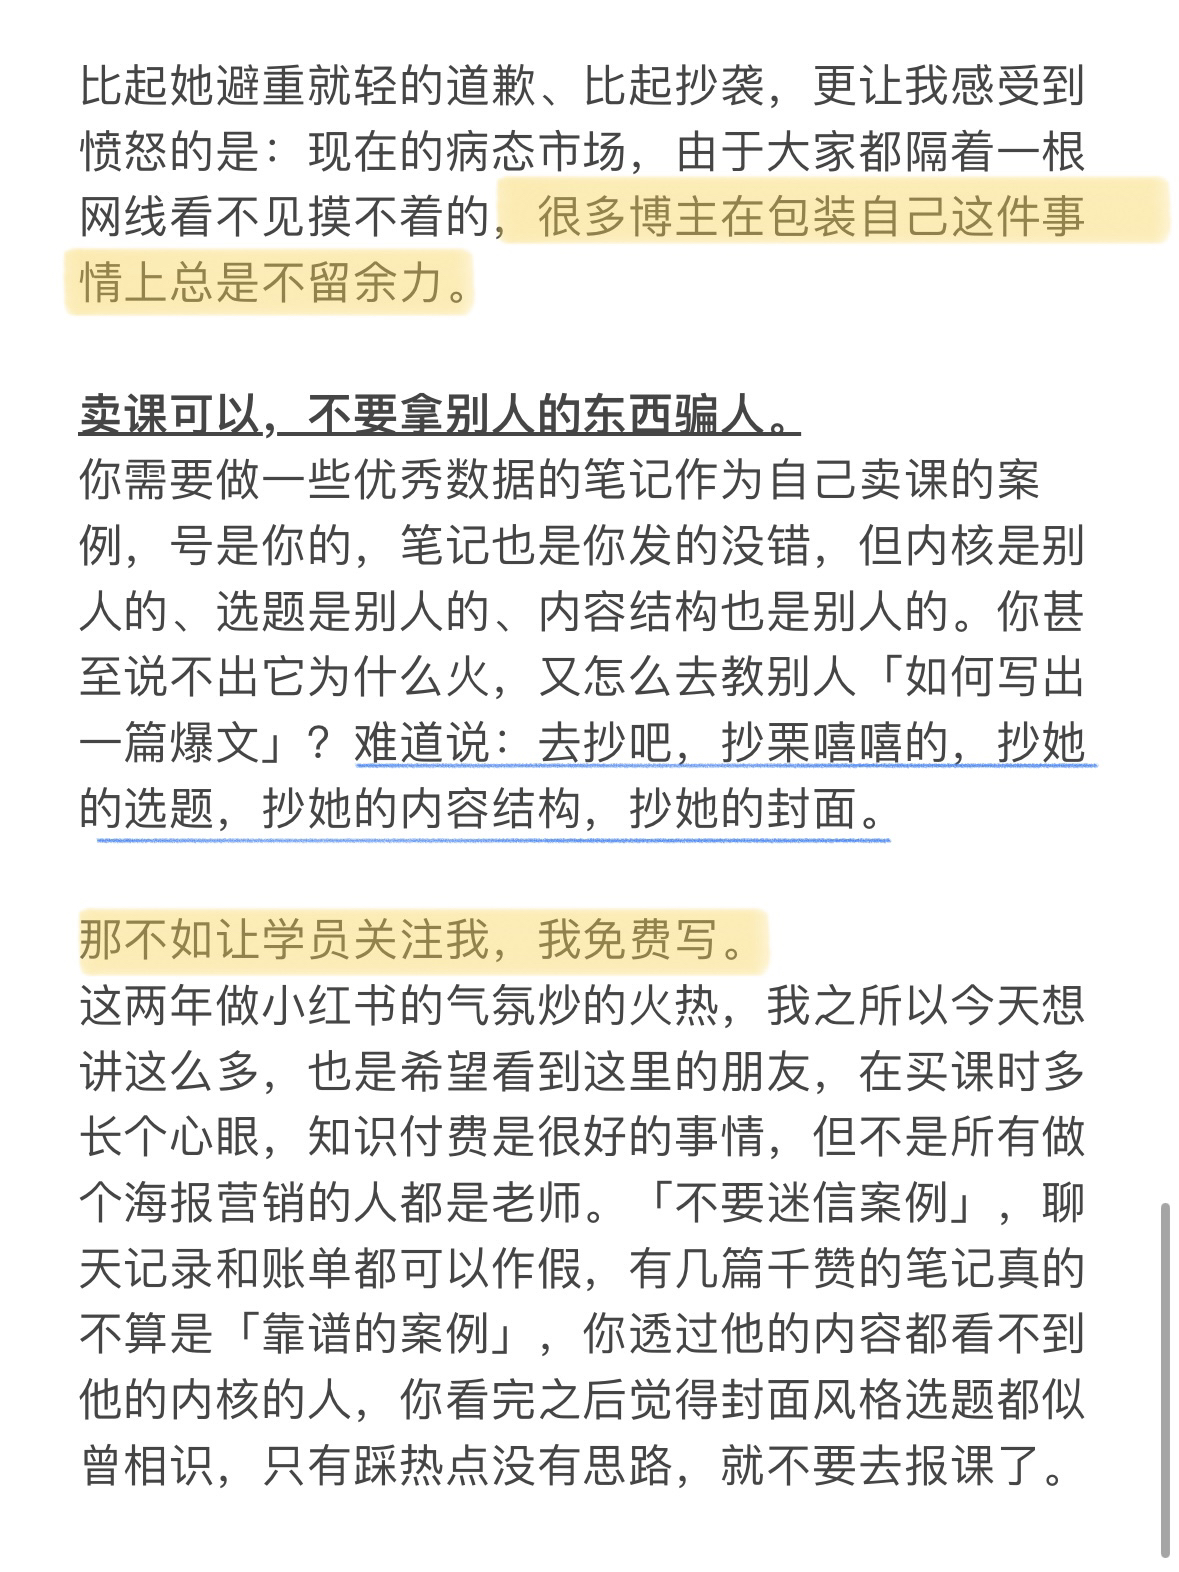 比起她避重就轻的道歉、比起抄袭，更让我感受到
愤怒的是：现在的病态市场，由于大家都隔着一根
网线看不见摸不着的，很多博主在包装自己这件事
情上总是不留余力。
卖课可以，不要拿别人的东西骗人。
你需要做一些优秀数据的笔记作为自己卖课的案
例，号是你的，笔记也是你发的没错，但内核是别
人的、选题是别人的、内容结构也是别人的。你甚
至说不出它为什么火，又怎么去教别人「如何写出
一篇爆文」？难道说：去抄吧，抄栗嘻嘻的，抄她
的选题，抄她的内容结构，抄她的封面。
那不如让学员关注我，我免费写。
这两年做小红书的气氛炒的火热，我之所以今天想
讲这么多，也是希望看到这里的朋友，在买课时多
长个心眼，知识付费是很好的事情，但不是所有做
个海报营销的人都是老师。「不要迷信案例」，聊
天记录和账单都可以作假，有几篇千赞的笔记真的
不算是「靠谱的案例」，你透过他的内容都看不到
他的内核的人，你看完之后觉得封面风格选题都似
曾相识，只有踩热点没有思路，就不要去报课了。